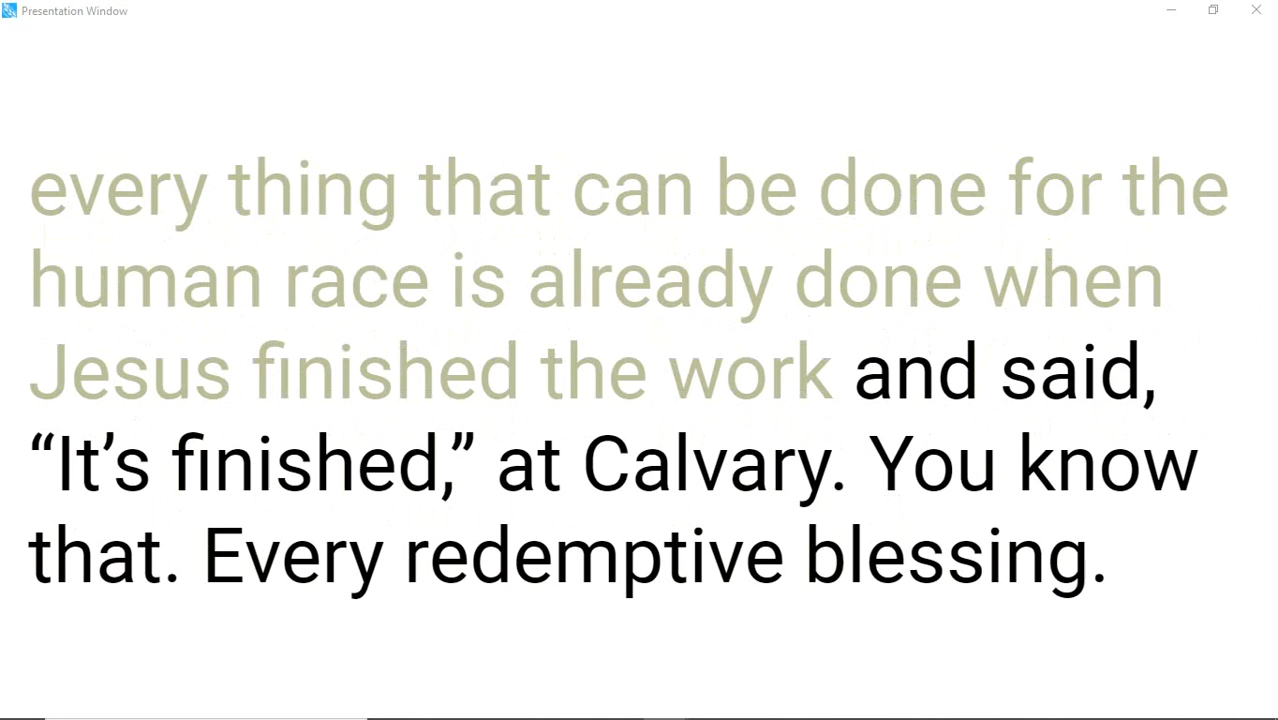 Presentation Window
every thing that can be done for the
human race is already done when
Jesus finished the work and said,
“It’s finished,” at Calvary. You know
that. Every redemptive blessing.